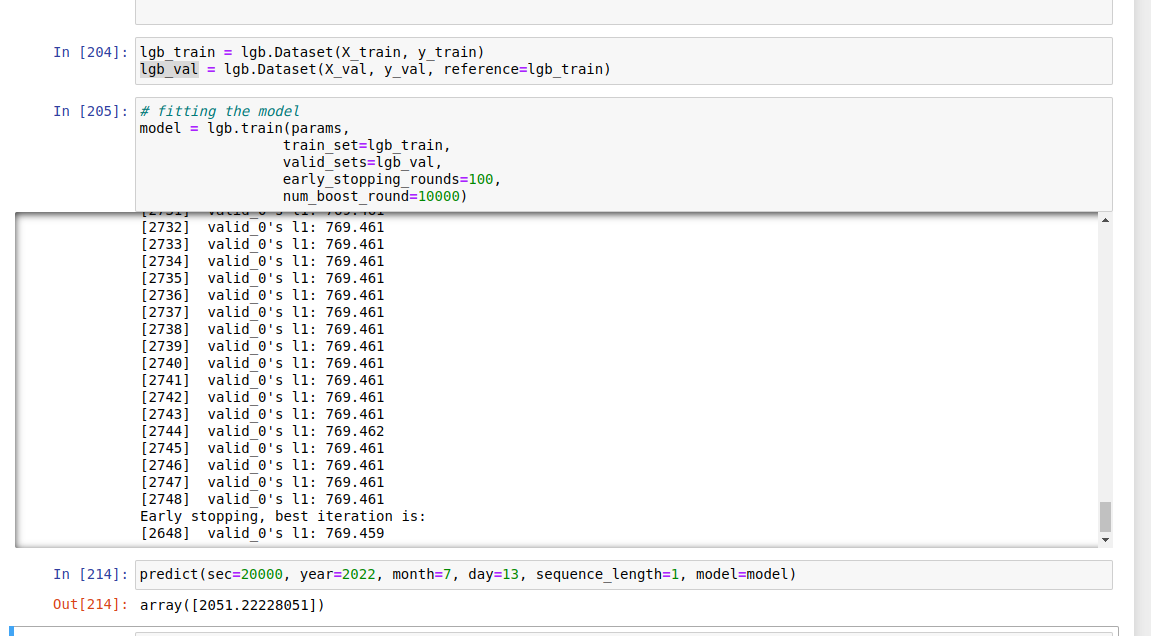 In [204]: lgb_train = lgb.Dataset(X_train, y_train)
lgb_val = lgb.Dataset(X_val, y_val, reference=lgb_train)
In [205]: # fitting the model
model = lgb.train(params,
train_set=lgb_train,
valid_sets=lgb_val,
early_stopping_rounds=100,
num_boost_round=10000)
[2731] valid_0's l1: 769.461
[2732] valid_0's l1: 769.461
[2733] valid_0's l1: 769.461
[2734] valid_0's l1: 769.461
[2735] valid_0's l1: 769.461
[2736] valid_0's l1: 769.461
[2737] valid_0's l1: 769.461
[2738] valid_0's l1: 769.461
[2739] valid_0's l1: 769.461
[2740] valid_0's l1: 769.461
[2741] valid_0's l1: 769.461
[2742] valid_0's l1: 769.461
[2743] valid_0's l1: 769.461
[2744] valid_0's l1: 769.462
[2745] valid_0's l1: 769.461
[2746] valid_0's l1: 769.461
[2747] valid_0's l1: 769.461
[2748] valid_0's l1: 769.461
Early stopping, best iteration is:
[2648] valid_0's l1: 769.459
In [214]: predict(sec=20000, year=2022, month=7, day=13, sequence_length=1, model=model)
Out[214]: array([2051.22228051])